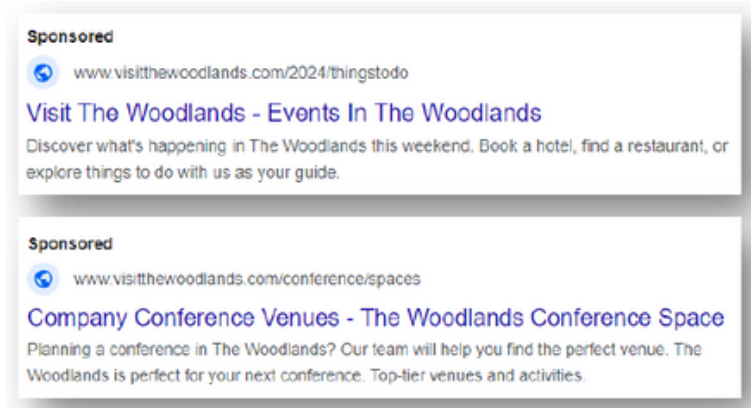 Sponsored
www.visitthewoodlands.com/2024/thingstodo
Visit The Woodlands - Events In The Woodlands
Discover what's happening in The Woodlands this weekend. Book a hotel, find a restaurant, or
explore things to do with us as your guide.
Sponsored
www.visitthewoodlands.com/conference/spaces
Company Conference Venues - The Woodlands Conference Space
Planning a conference in The Woodlands? Our team will help you find the perfect venue. The
Woodlands is perfect for your next conference. Top-tier venues and activities.